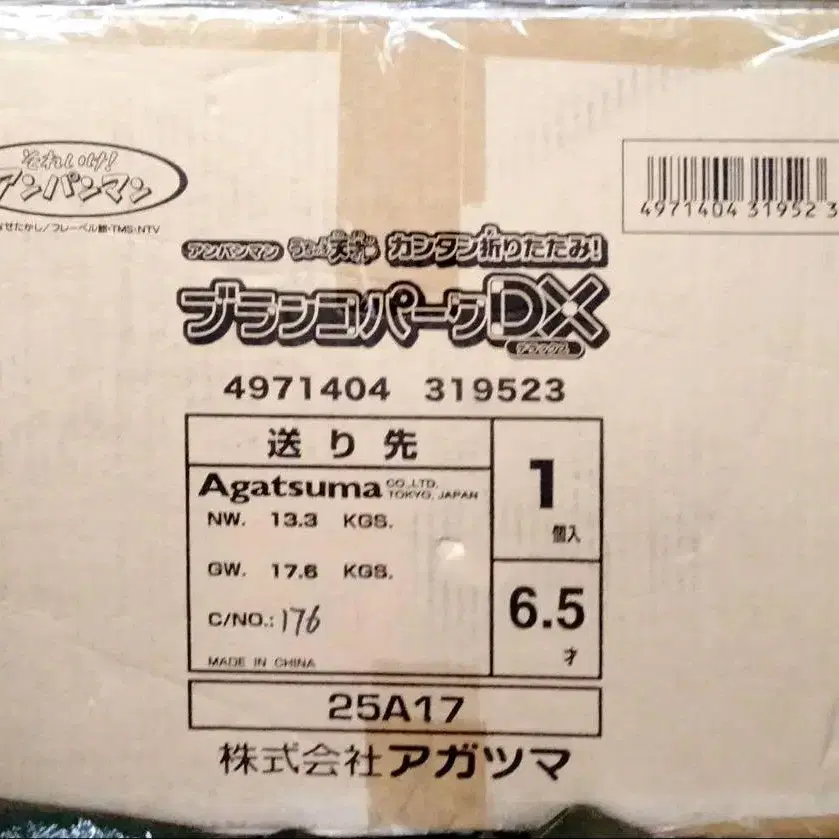 それいけ!
アンパンマン
なせたかし/フレーベル館・TMS・NTV
4971404 31952 3
アンパンマン うちの子天才 カンタン折りたたみ!
ブランコパークDX
デラックス
4971404 319523
送り先
Agatsuma CO.,LTD. TOKYO, JAPAN
NW. 13.3 KGS.
GW. 17.6 KGS.
C/NO.: 176
MADE IN CHINA
1
個入
6.5
才
25A17
株式会社アガツマ